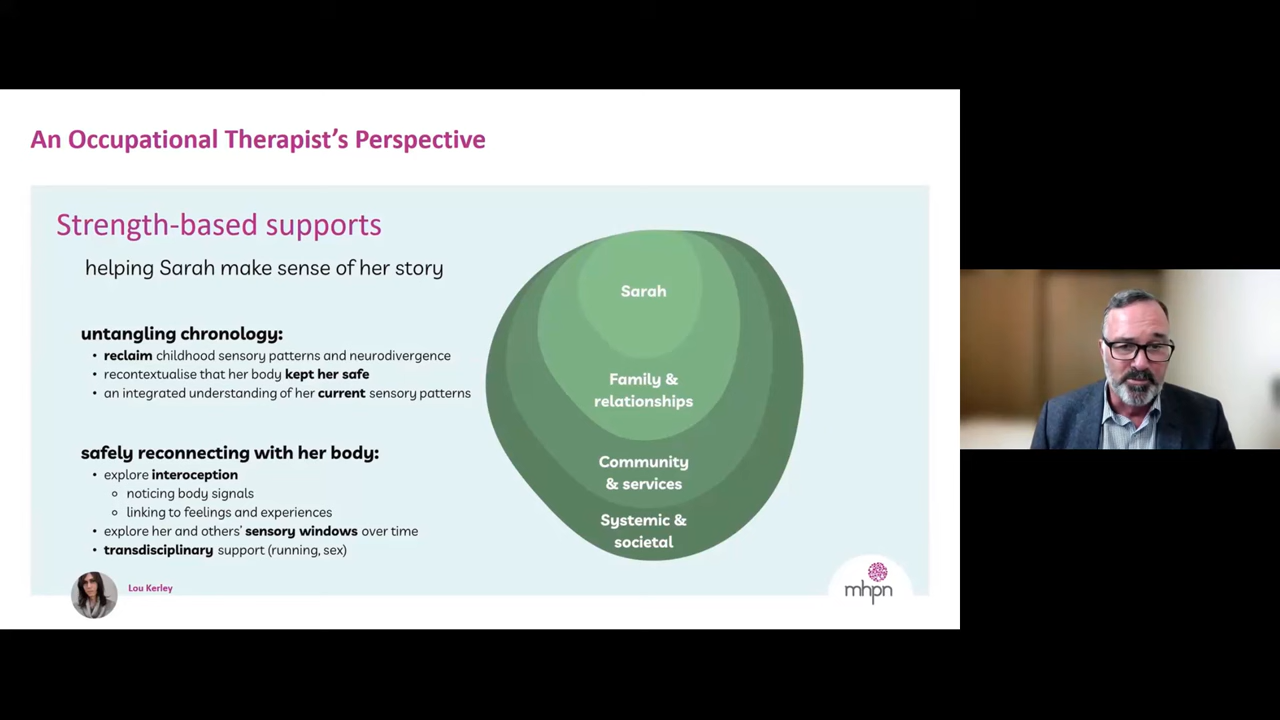 An Occupational Therapist's Perspective
Strength-based supports
helping Sarah make sense of her story
untangling chronology:
• reclaim childhood sensory patterns and neurodivergence
• recontextualise that her body kept her safe
• an integrated understanding of her current sensory patterns
safely reconnecting with her body:
• explore interoception
○ noticing body signals
○ linking to feelings and experiences
• explore her and others' sensory windows over time
• transdisciplinary support (running, sex)
Lou Kerley
Sarah
Family &
relationships
Community
& services
Systemic &
societal
mhpn